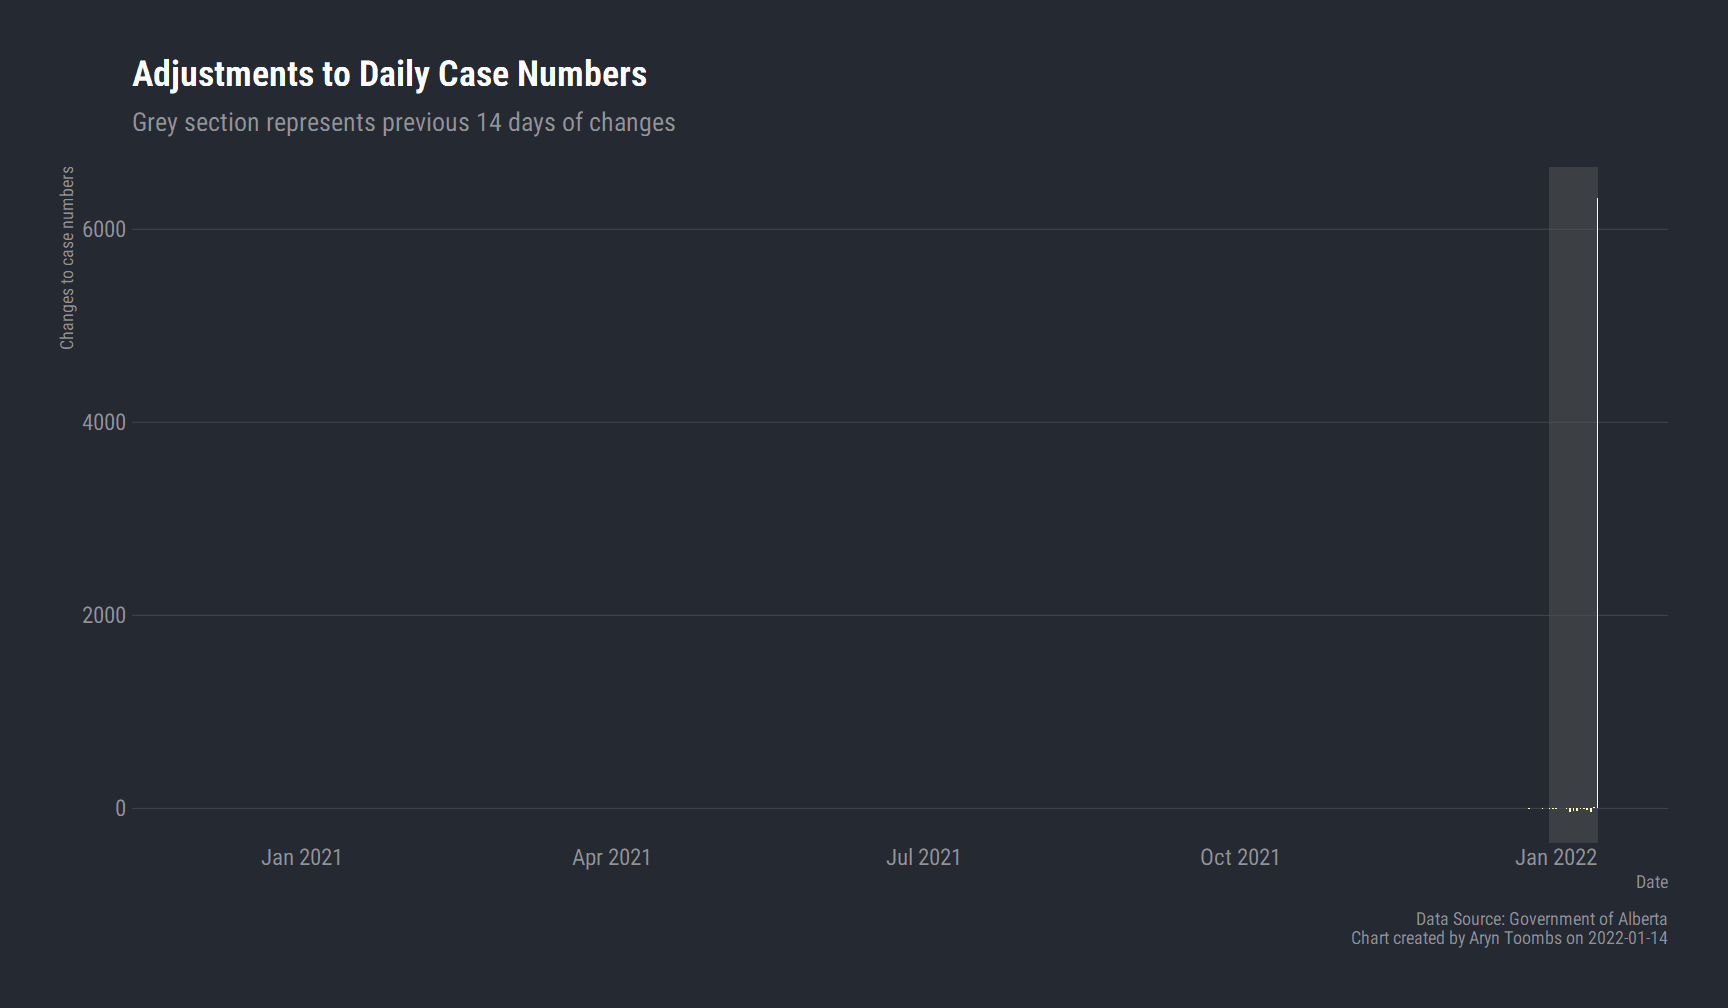 Adjustments to Daily Case Numbers
Grey section represents previous 14 days of changes
Changes to case numbers
6000
4000
2000
0
Jan 2021 Apr 2021 Jul 2021 Oct 2021 Jan 2022
Date
Data Source: Government of Alberta
Chart created by Aryn Toombs on 2022-01-14